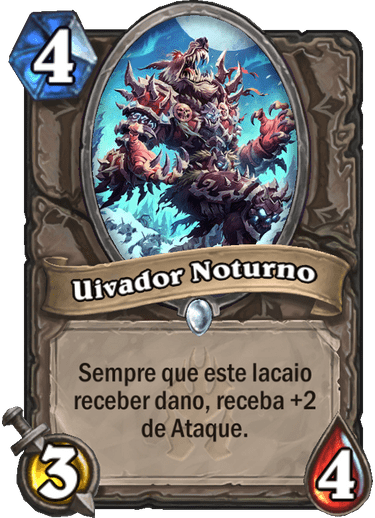 4
Uivador Noturno
Sempre que este lacaio
receber dano, receba +2
de Ataque.
3
4